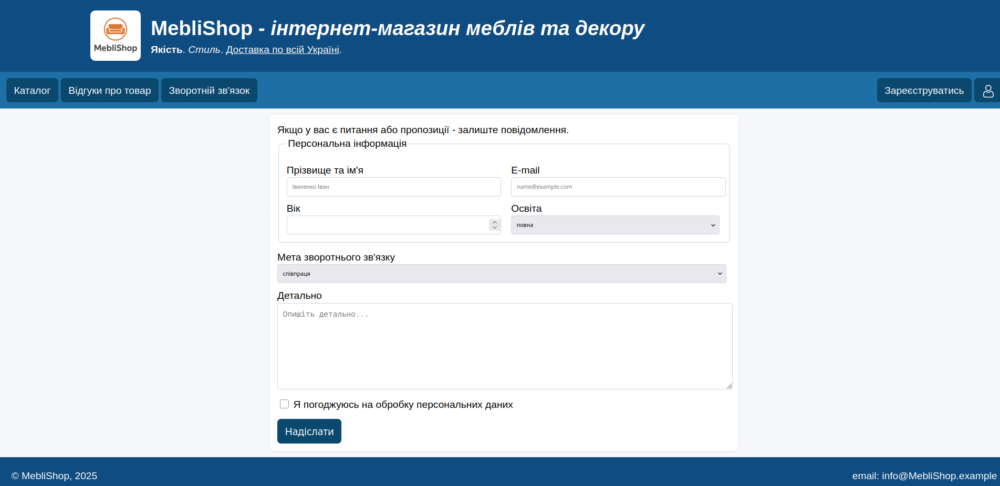 MebliShop
MebliShop - інтернет-магазин меблів та декору
Якість. Стиль. Доставка по всій Україні.
Каталог
Відгуки про товар
Зворотній зв'язок
Зареєструватись
Якщо у вас є питання або пропозиції - залиште повідомлення.
Персональна інформація
Прізвище та ім'я
E-mail
Іваненко Іван
name@example.com
Вік
Освіта
повна
Мета зворотнього зв'язку
співпраця
Детально
Опишіть детально...
Я погоджуюсь на обробку персональних даних
Надіслати
© MebliShop, 2025
email: info@MebliShop.example